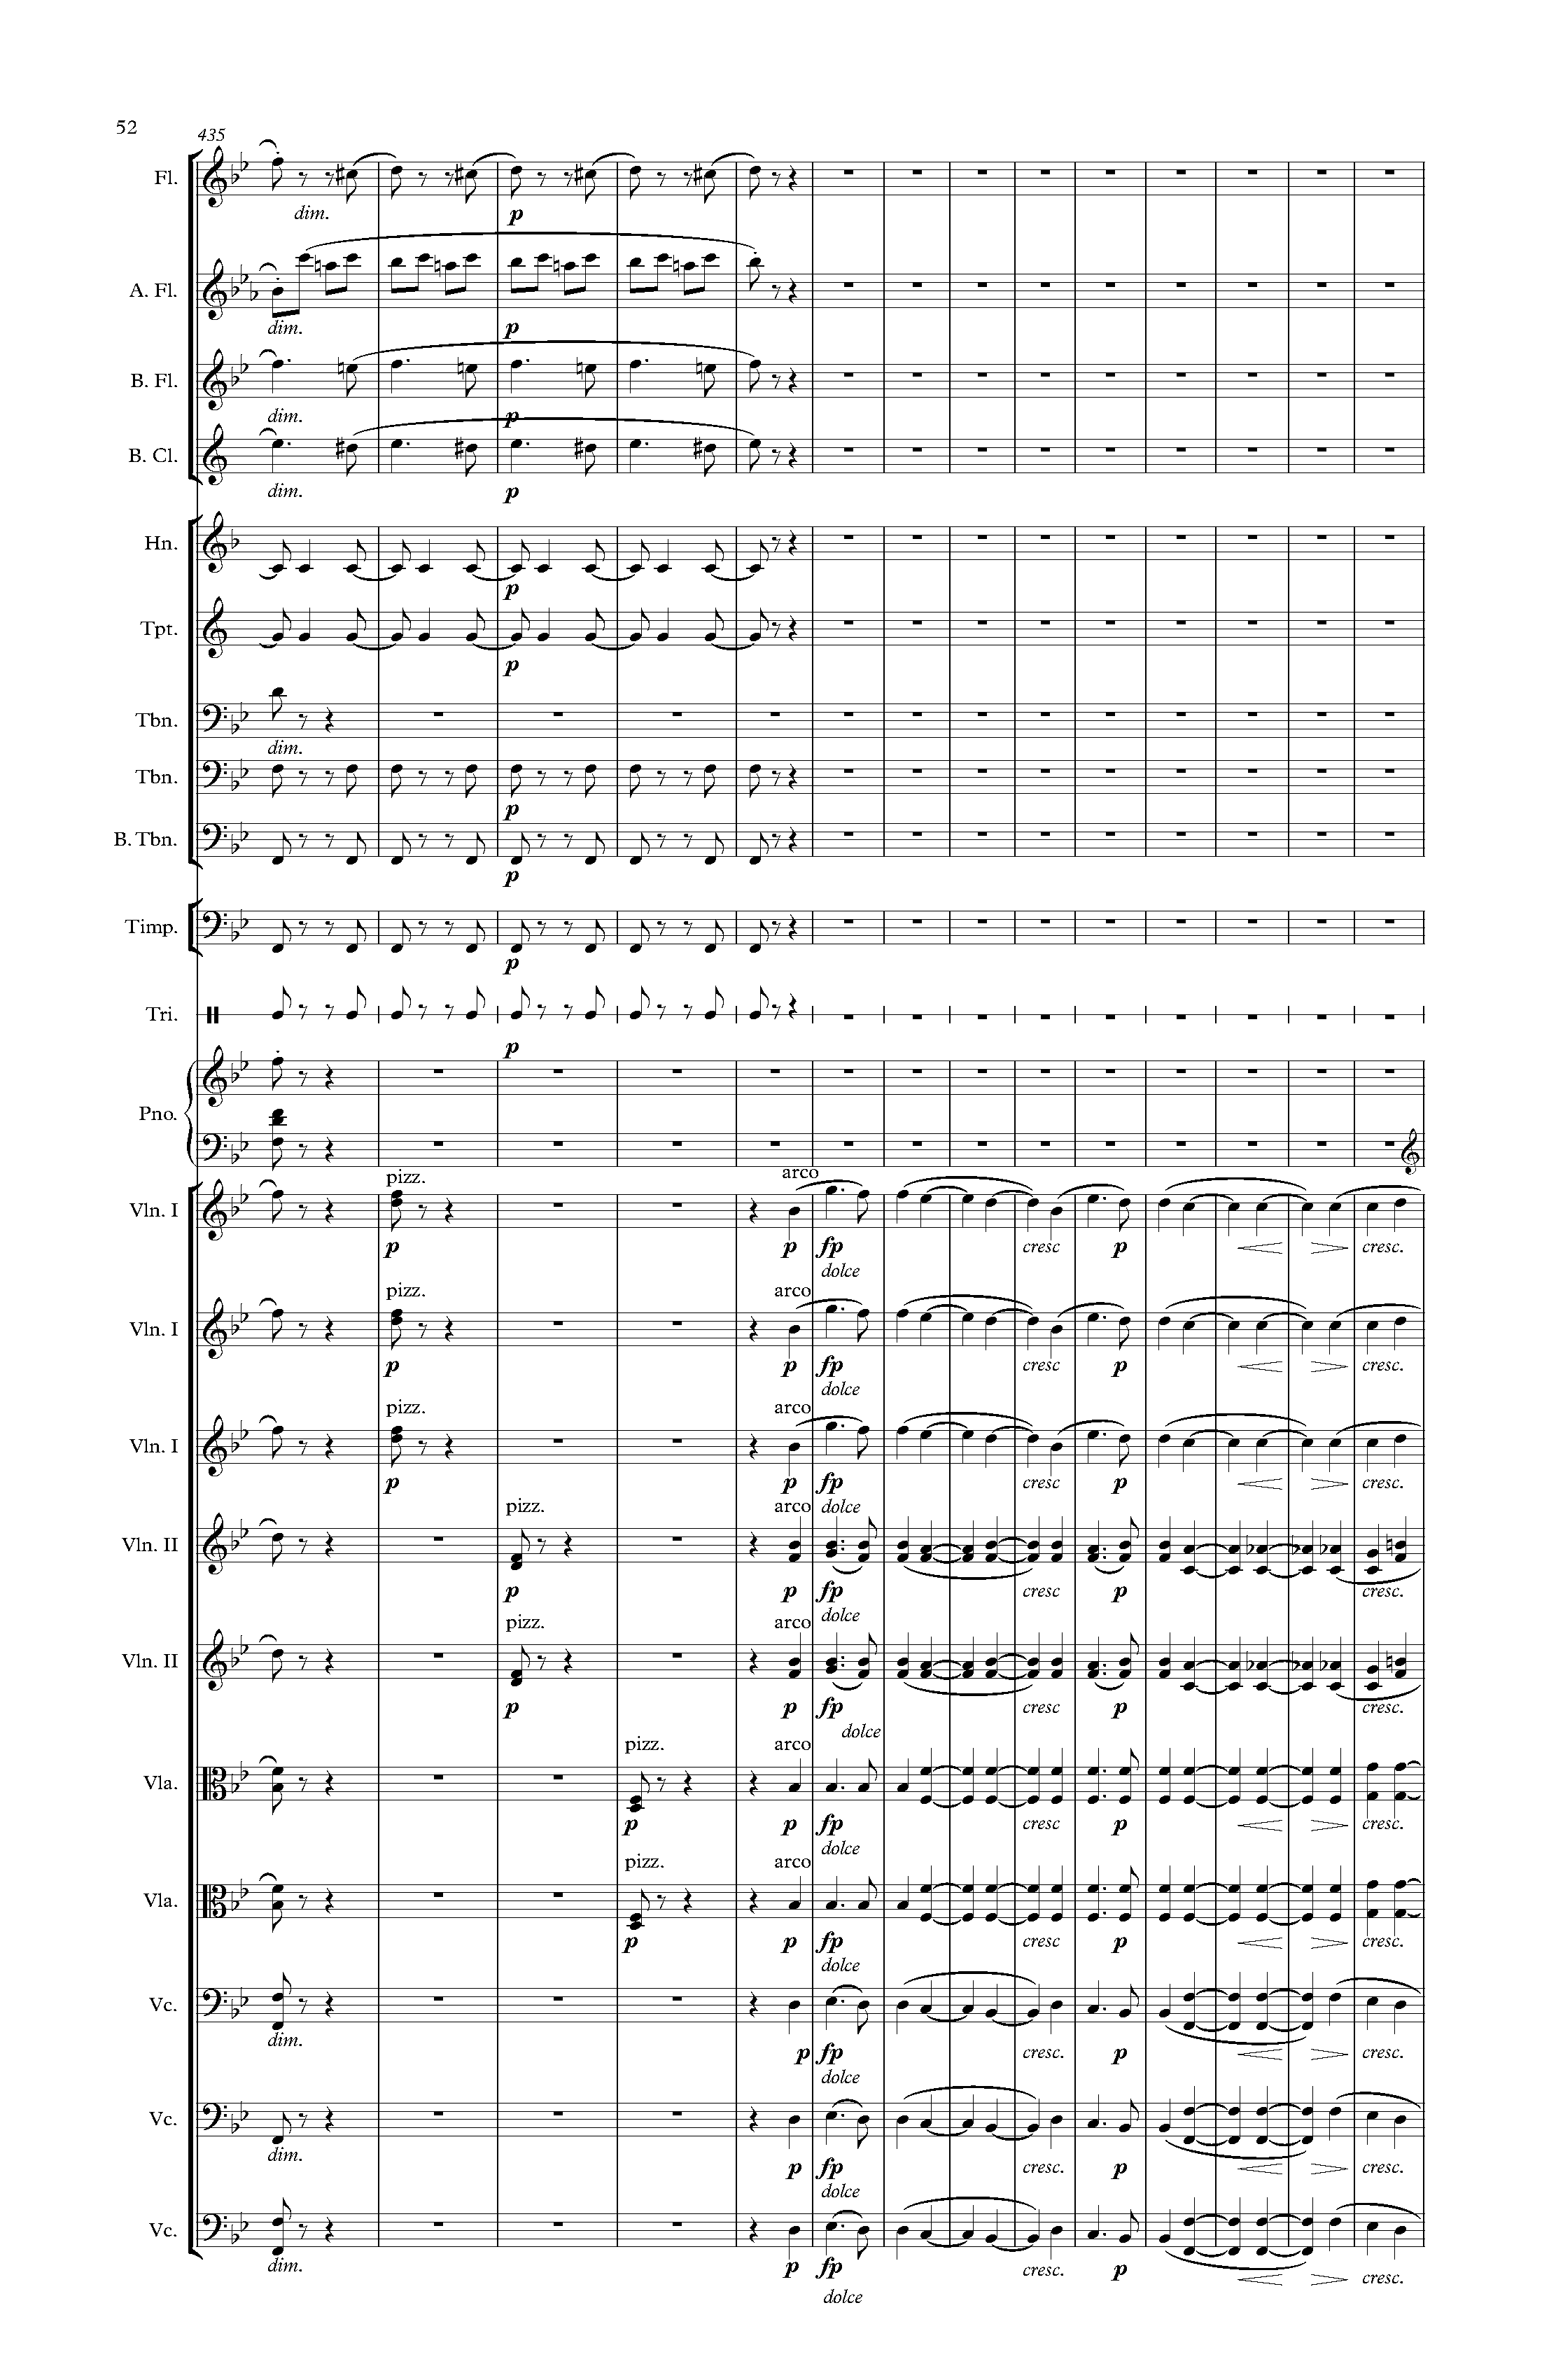 52
435
Fl.
dim. p
A. Fl.
dim. p
B. Fl.
dim. p
B. Cl.
dim. p
Hn.
p
Tpt.
p
Tbn.
dim.
Tbn.
p
B. Tbn.
p
Timp.
p
Tri.
p
Pno.
pizz. arco
Vln. I
p p fp cresc p cresc.
dolce
pizz. arco
Vln. I
p p fp cresc p cresc.
dolce
pizz. arco
Vln. I
p p fp cresc p cresc.
pizz. arco dolce
Vln. II
p p fp cresc p cresc.
pizz. arco dolce
Vln. II
p p fp cresc p cresc.
dolce
pizz. arco
Vla.
p p fp cresc p cresc.
dolce
pizz. arco
Vla.
p p fp cresc p cresc.
dolce
Vc.
dim.
p fp cresc. p cresc.
dolce
Vc.
dim.
p fp cresc. p cresc.
dolce
Vc.
dim. p fp cresc. p cresc.
dolce